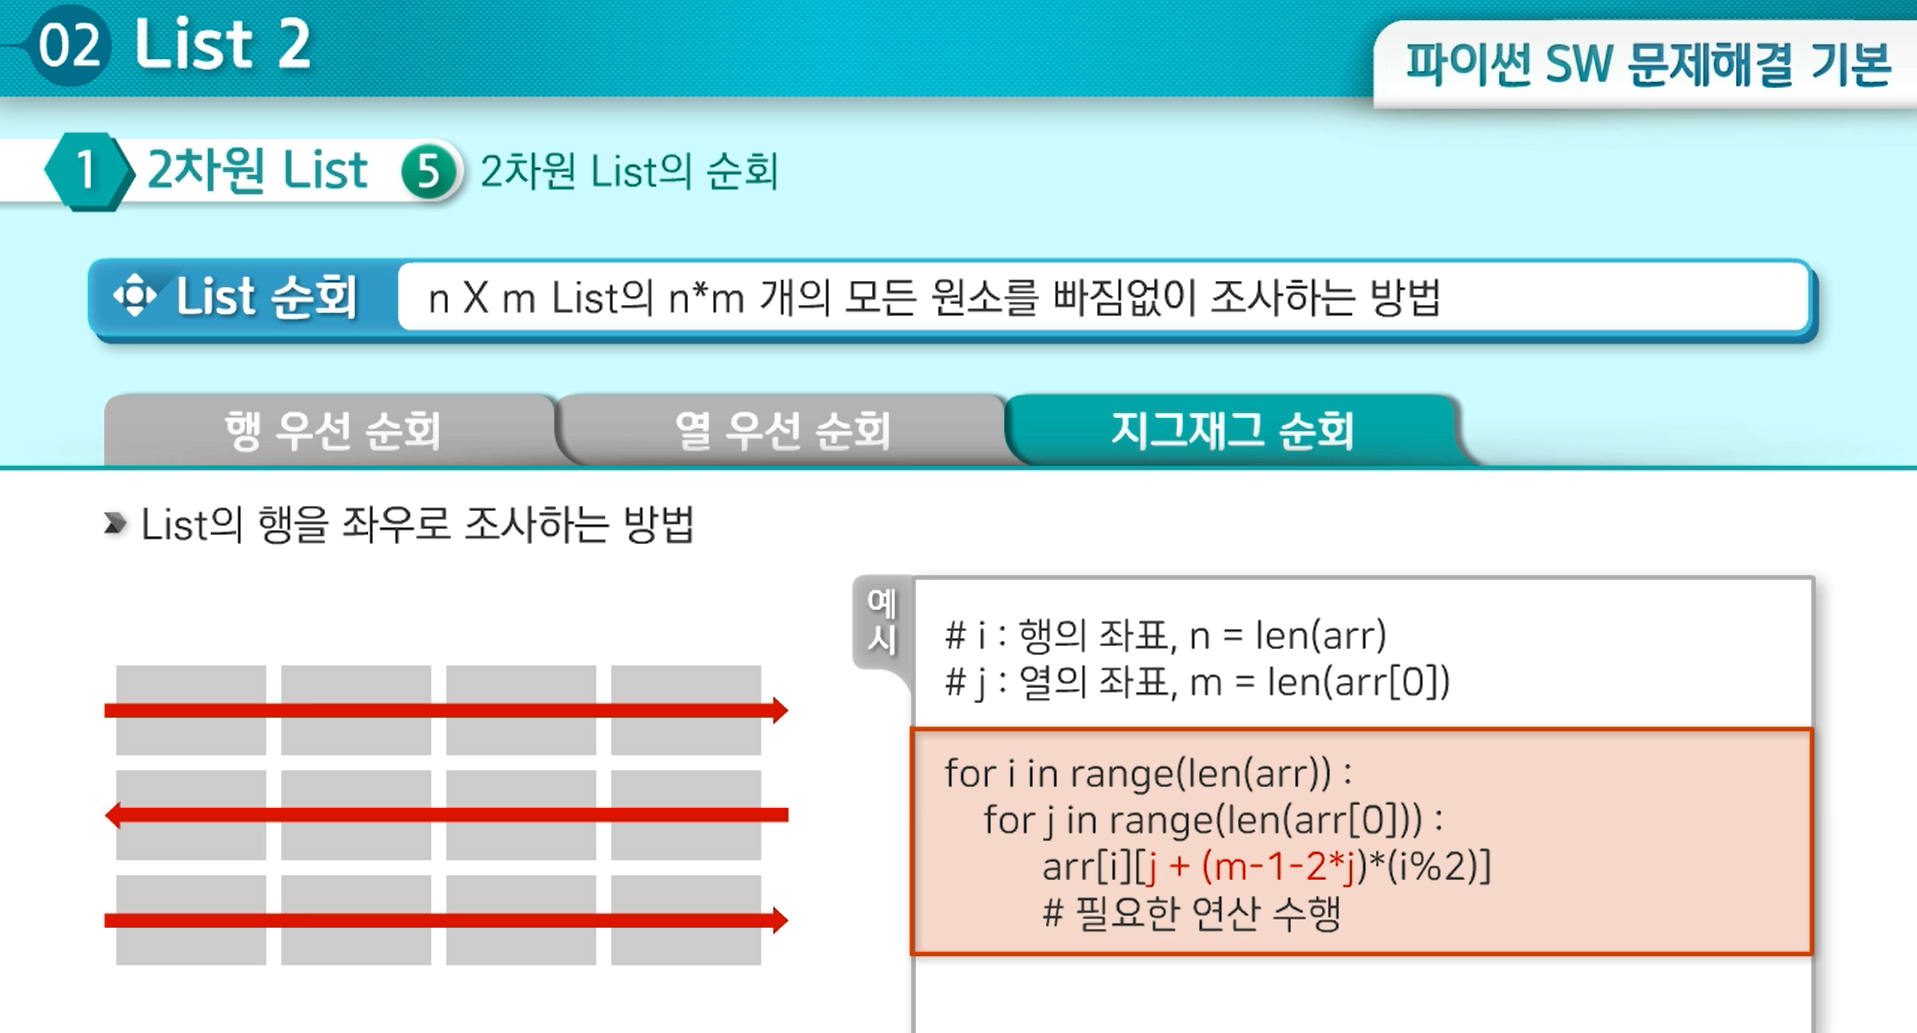 02 List 2
파이썬 SW 문제해결 기본
1 2차원 List 5 2차원 List의 순회
List 순회 n X m List의 n*m 개의 모든 원소를 빠짐없이 조사하는 방법
행 우선 순회 열 우선 순회 지그재그 순회
List의 행을 좌우로 조사하는 방법
예시
# i : 행의 좌표, n = len(arr)
# j : 열의 좌표, m = len(arr[0])
for i in range(len(arr)) :
for j in range(len(arr[0])) :
arr[i][j + (m-1-2*j)*(i%2)]
# 필요한 연산 수행